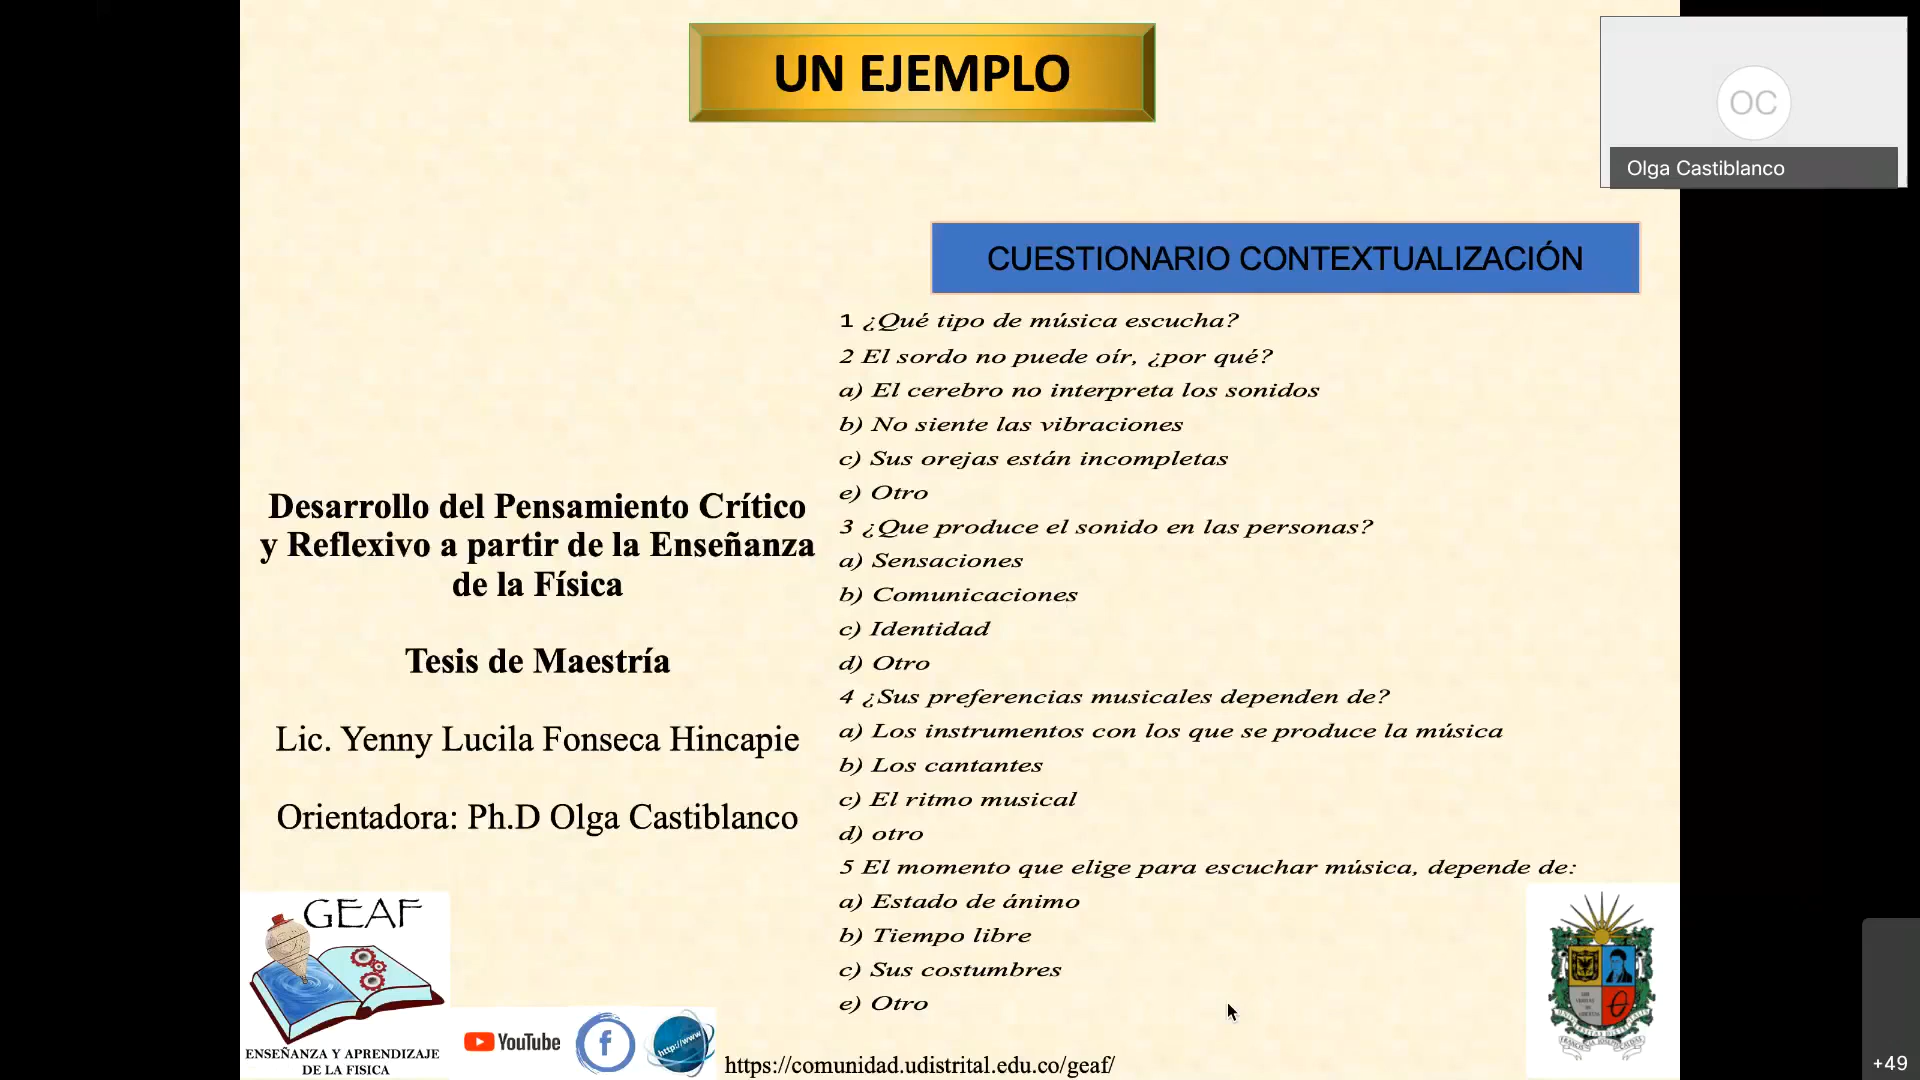 UN EJEMPLO
OC
Olga Castiblanco
CUESTIONARIO CONTEXTUALIZACIÓN
1 ¿Qué tipo de música escucha?
2 El sordo no puede oír, ¿por qué?
a) El cerebro no interpreta los sonidos
b) No siente las vibraciones
c) Sus orejas están incompletas
e) Otro
3 ¿Que produce el sonido en las personas?
a) Sensaciones
b) Comunicaciones
c) Identidad
d) Otro
4 ¿Sus preferencias musicales dependen de?
a) Los instrumentos con los que se produce la música
b) Los cantantes
c) El ritmo musical
d) otro
5 El momento que elige para escuchar música, depende de:
a) Estado de ánimo
b) Tiempo libre
c) Sus costumbres
e) Otro
Desarrollo del Pensamiento Crítico
y Reflexivo a partir de la Enseñanza
de la Física
Tesis de Maestría
Lic. Yenny Lucila Fonseca Hincapie
Orientadora: Ph.D Olga Castiblanco
GEAF
ENSEÑANZA Y APRENDIZAJE
DE LA FISICA
YouTube
f
http://www
https://comunidad.udistrital.edu.co/geaf/
+49